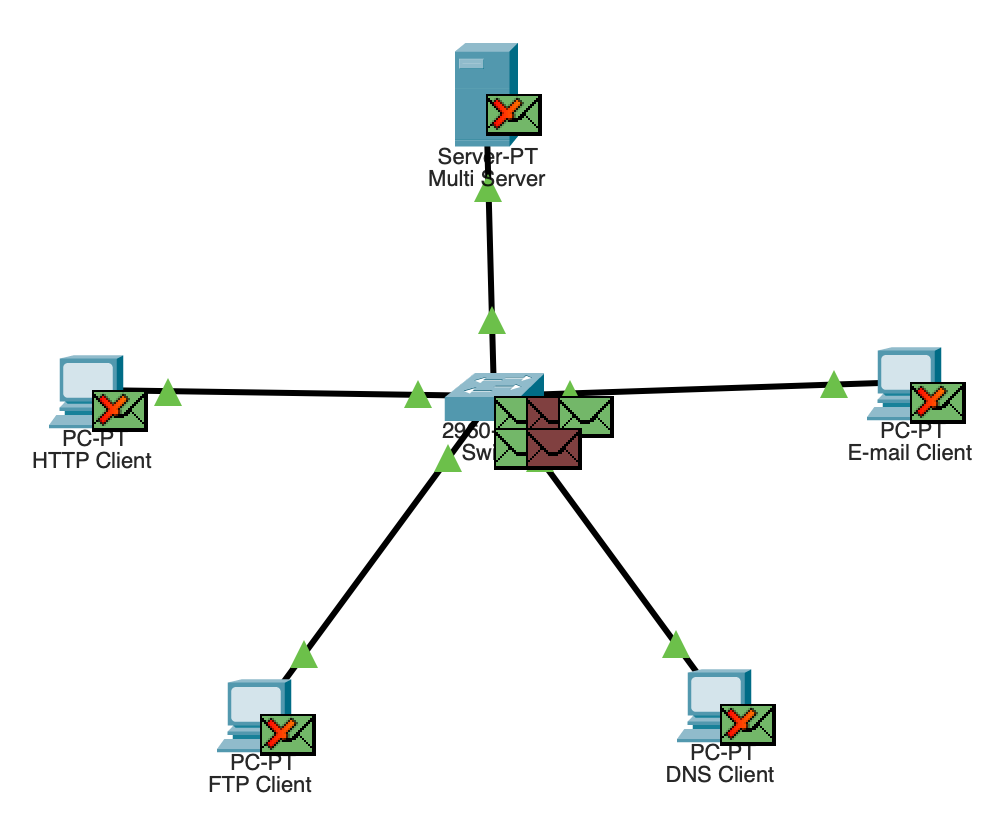 Server-PT
Multi Server
PC-PT
HTTP Client
PC-PT
E-mail Client
PC-PT
FTP Client
PC-PT
DNS Client